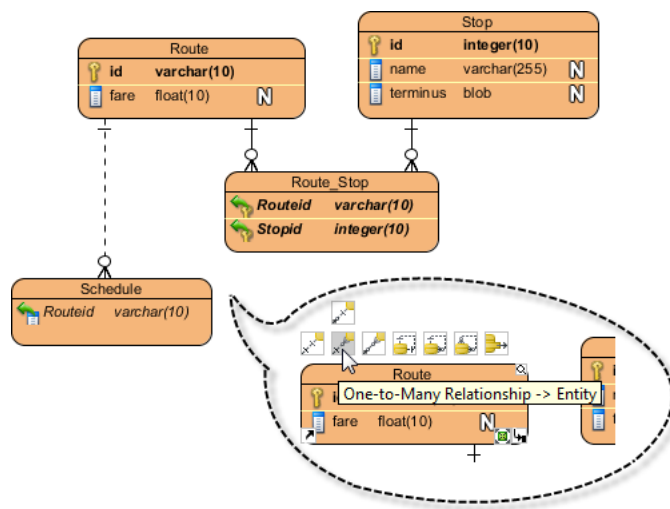 Route
id varchar(10)
fare float(10) N
Stop
id integer(10)
name varchar(255) N
terminus blob N
Route_Stop
Routeid varchar(10)
Stopid integer(10)
Schedule
Routeid varchar(10)
Route
One-to-Many Relationship -> Entity
fare float(10) N